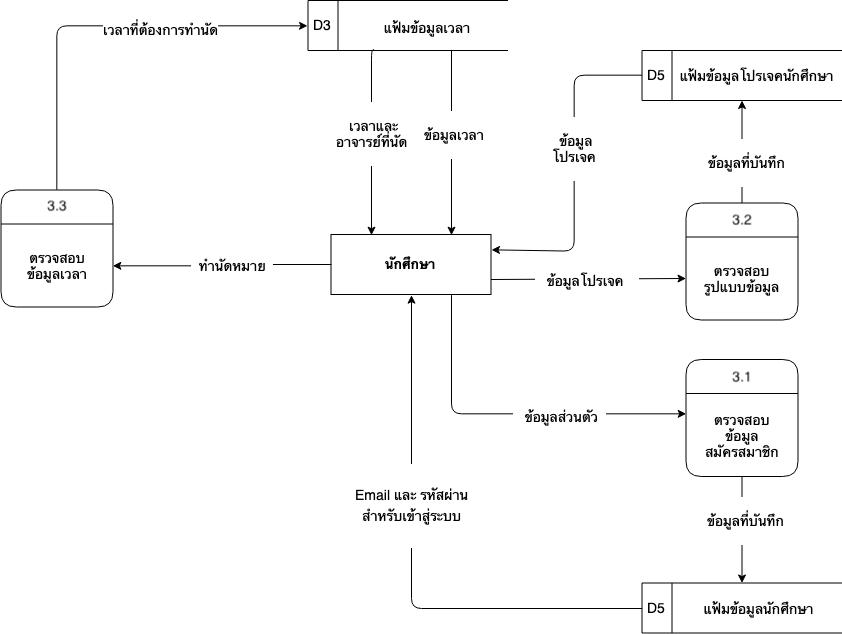 เวลาที่ต้องการทำนัด
D3
แฟ้มข้อมูลเวลา
D5
แฟ้มข้อมูลโปรเจคนักศึกษา
เวลาและ
อาจารย์ที่นัด
ข้อมูลเวลา
ข้อมูล
โปรเจค
ข้อมูลที่บันทึก
3.3
ตรวจสอบ
ข้อมูลเวลา
ทำนัดหมาย
นักศึกษา
ข้อมูลโปรเจค
3.2
ตรวจสอบ
รูปแบบข้อมูล
3.1
ตรวจสอบ
ข้อมูล
สมัครสมาชิก
ข้อมูลส่วนตัว
Email และ รหัสผ่าน
สำหรับเข้าสู่ระบบ
ข้อมูลที่บันทึก
D5
แฟ้มข้อมูลนักศึกษา